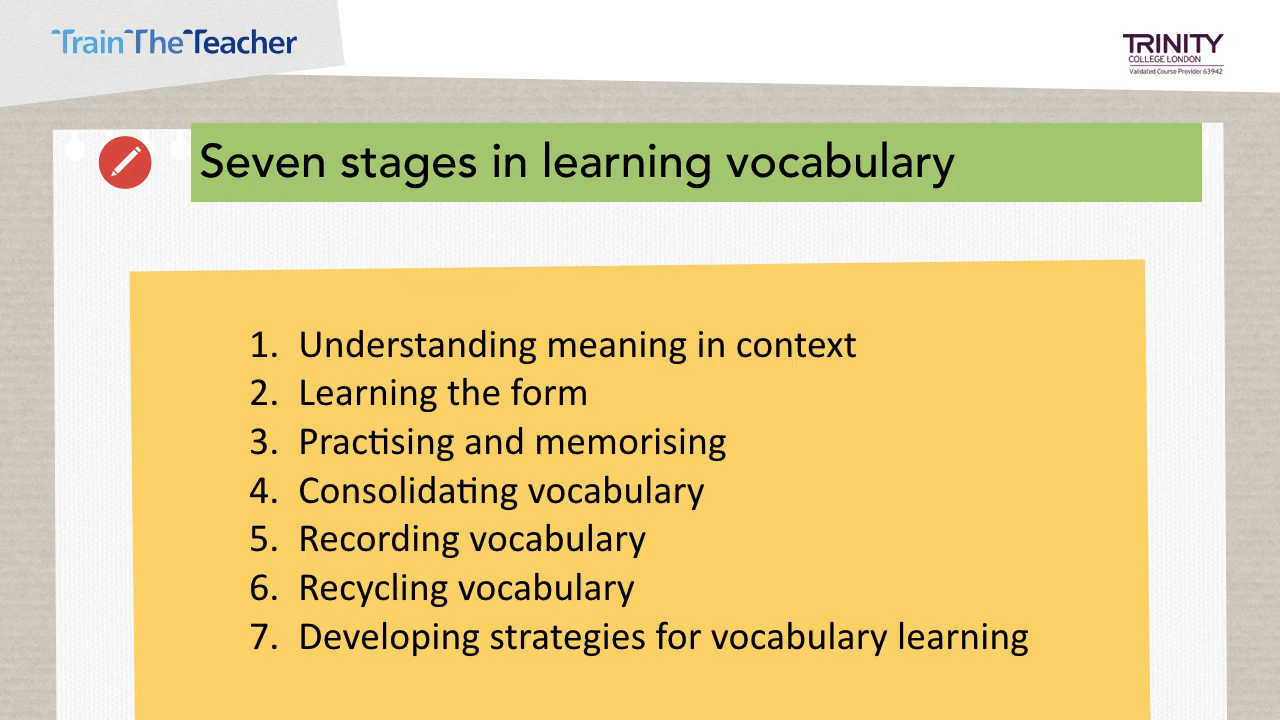 TrainTheTeacher
TRINITY
COLLEGE LONDON
Validated Course Provider 63942
Seven stages in learning vocabulary
1. Understanding meaning in context
2. Learning the form
3. Practising and memorising
4. Consolidating vocabulary
5. Recording vocabulary
6. Recycling vocabulary
7. Developing strategies for vocabulary learning